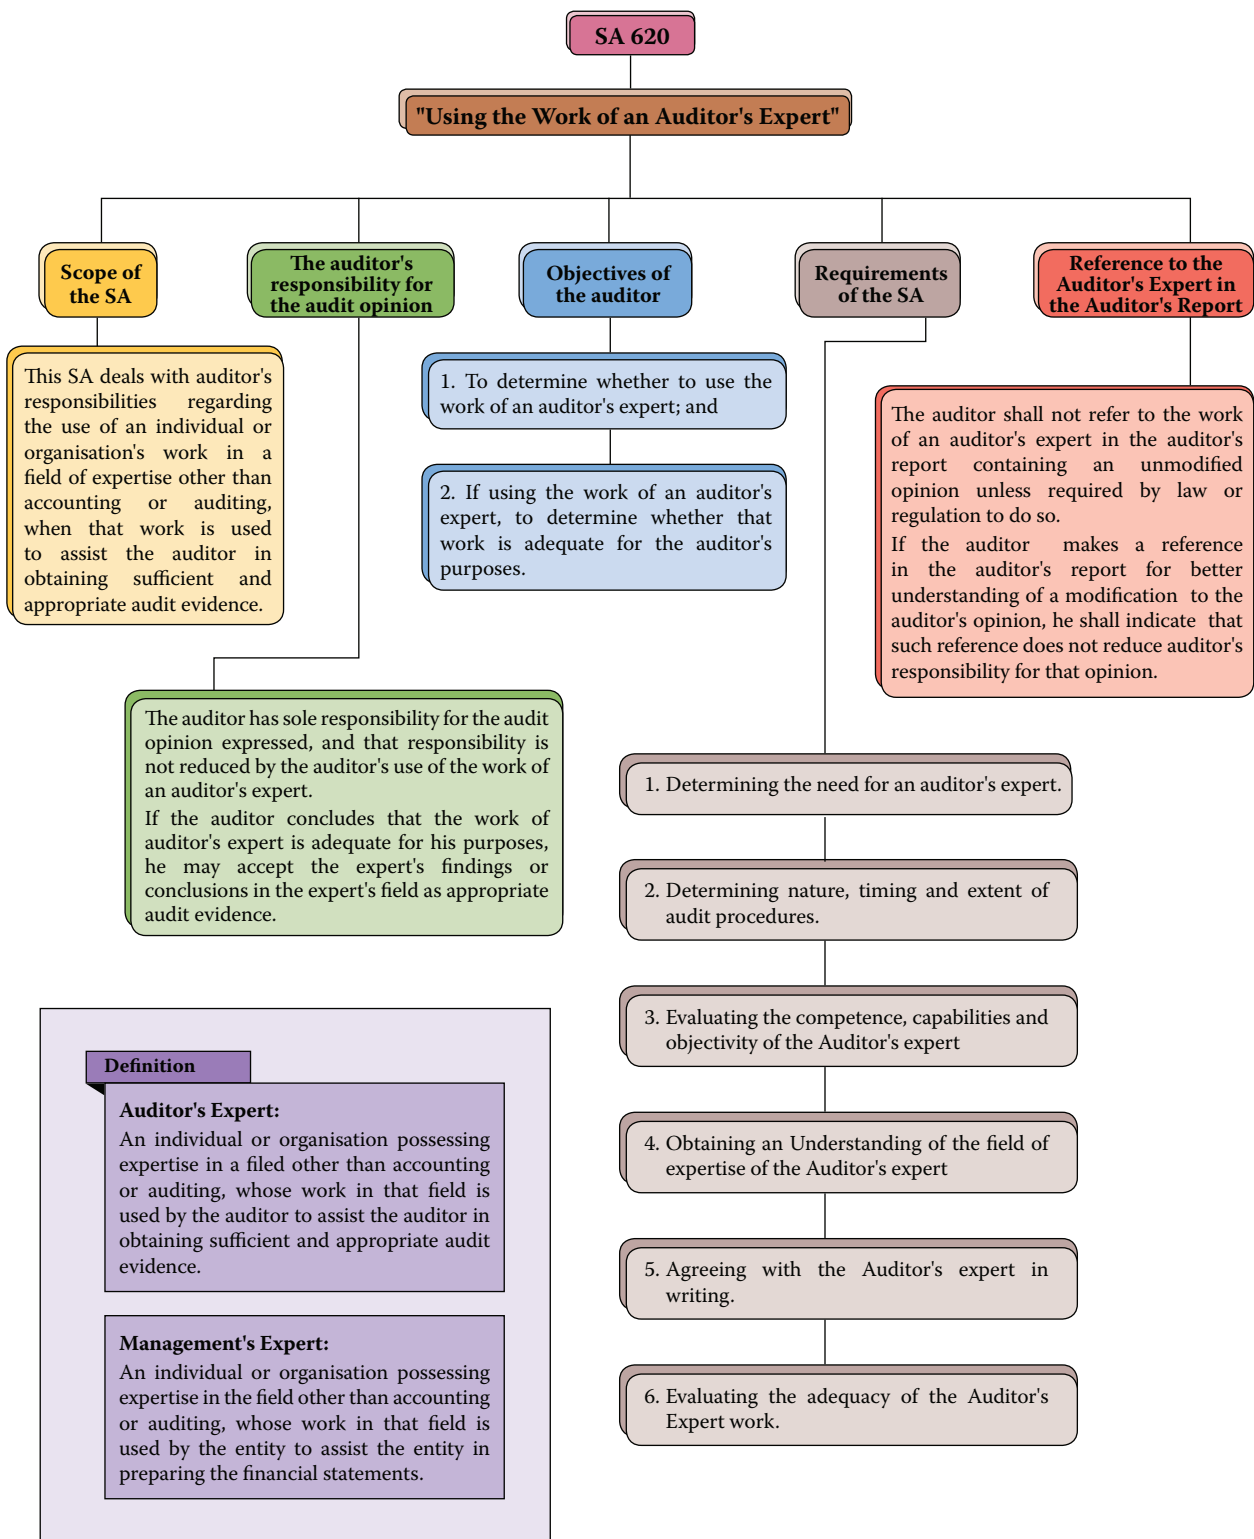 SA 620
"Using the Work of an Auditor's Expert"
Scope of
the SA
The auditor's
responsibility for
the audit opinion
Objectives of
the auditor
Requirements
of the SA
Reference to the
Auditor's Expert in
the Auditor's Report
This SA deals with auditor's
responsibilities regarding
the use of an individual or
organisation's work in a
field of expertise other than
accounting or auditing,
when that work is used
to assist the auditor in
obtaining sufficient and
appropriate audit evidence.
The auditor has sole responsibility for the audit
opinion expressed, and that responsibility is
not reduced by the auditor's use of the work of
an auditor's expert.
If the auditor concludes that the work of
auditor's expert is adequate for his purposes,
he may accept the expert's findings or
conclusions in the expert's field as appropriate
audit evidence.
1. To determine whether to use the
work of an auditor's expert; and
2. If using the work of an auditor's
expert, to determine whether that
work is adequate for the auditor's
purposes.
1. Determining the need for an auditor's expert.
2. Determining nature, timing and extent of
audit procedures.
3. Evaluating the competence, capabilities and
objectivity of the Auditor's expert
4. Obtaining an Understanding of the field of
expertise of the Auditor's expert
5. Agreeing with the Auditor's expert in
writing.
6. Evaluating the adequacy of the Auditor's
Expert work.
The auditor shall not refer to the work
of an auditor's expert in the auditor's
report containing an unmodified
opinion unless required by law or
regulation to do so.
If the auditor makes a reference
in the auditor's report for better
understanding of a modification to the
auditor's opinion, he shall indicate that
such reference does not reduce auditor's
responsibility for that opinion.
Definition
Auditor's Expert:
An individual or organisation possessing
expertise in a filed other than accounting
or auditing, whose work in that field is
used by the auditor to assist the auditor in
obtaining sufficient and appropriate audit
evidence.
Management's Expert:
An individual or organisation possessing
expertise in the field other than accounting
or auditing, whose work in that field is
used by the entity to assist the entity in
preparing the financial statements.